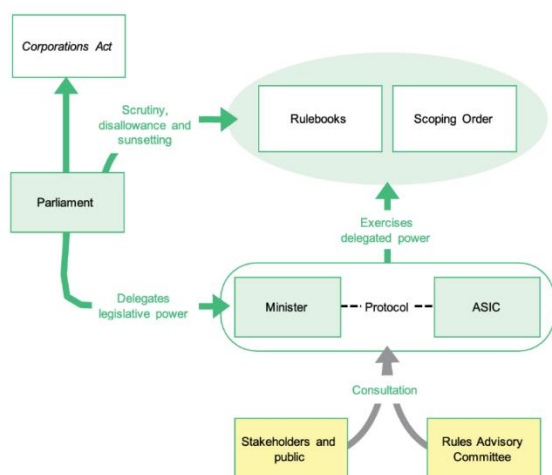 Corporations Act
Scrutiny,
disallowance and
sunsetting
Rulebooks
Scoping Order
Parliament
Exercises
delegated power
Delegates
legislative power
Minister
Protocol
ASIC
Consultation
Stakeholders and
public
Rules Advisory
Committee